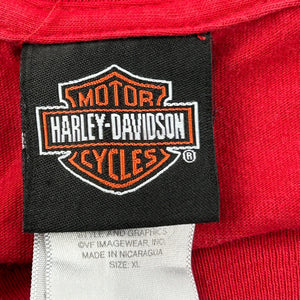 MOTOR
HARLEY-DAVIDSON
CYCLES
®
STYLE AND GRAPHICS
©VF IMAGEWEAR, INC.
MADE IN NICARAGUA
SIZE: XL